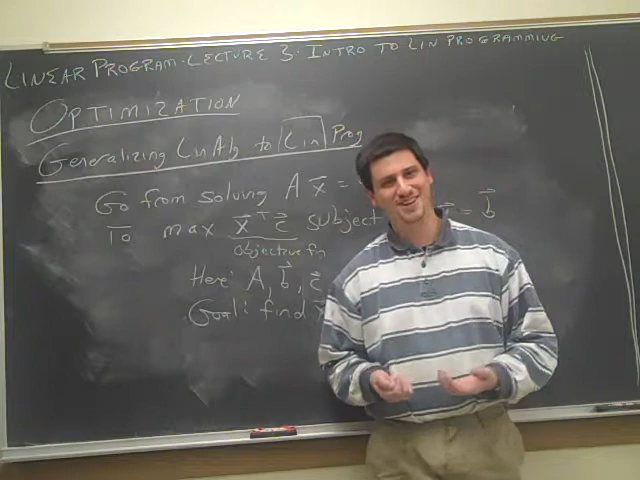 LINEAR PROGRAM. LECTURE 3. INTRO TO LIN PROGRAMMING
OPTIMIZATION
Generalizing Lin Alg to Lin Prog
Go from solving A x⃗ =
To max x⃗ᵀ c⃗ subject = b⃗
objective fn
Here: A, b⃗, c⃗
Goal: find